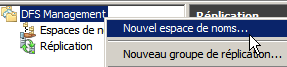 DFS Management
Réplication
Espaces de n
Nouvel espace de noms...
Réplication
Nouveau groupe de réplication...